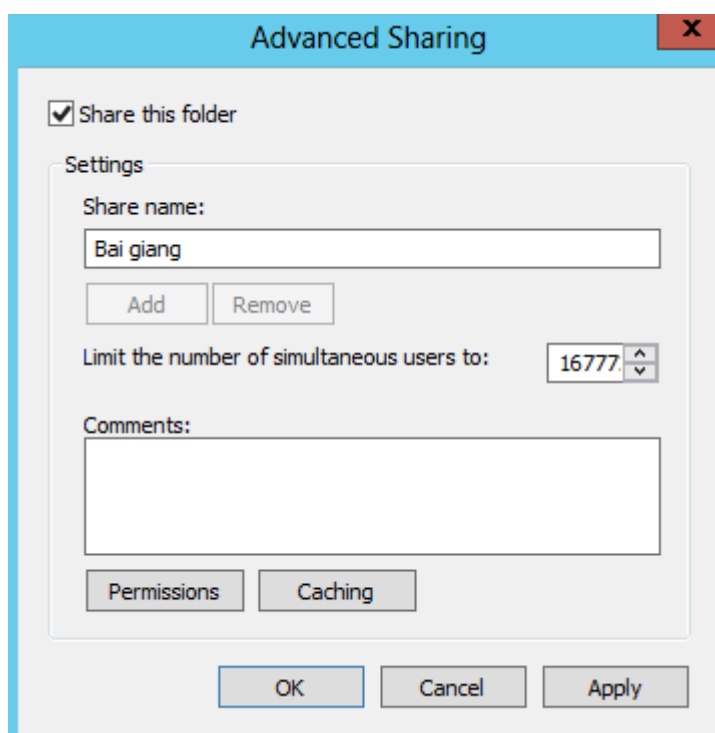 Advanced Sharing
Share this folder
Settings
Share name:
Bai giang
Add Remove
Limit the number of simultaneous users to: 16777
Comments:
Permissions Caching
OK Cancel Apply